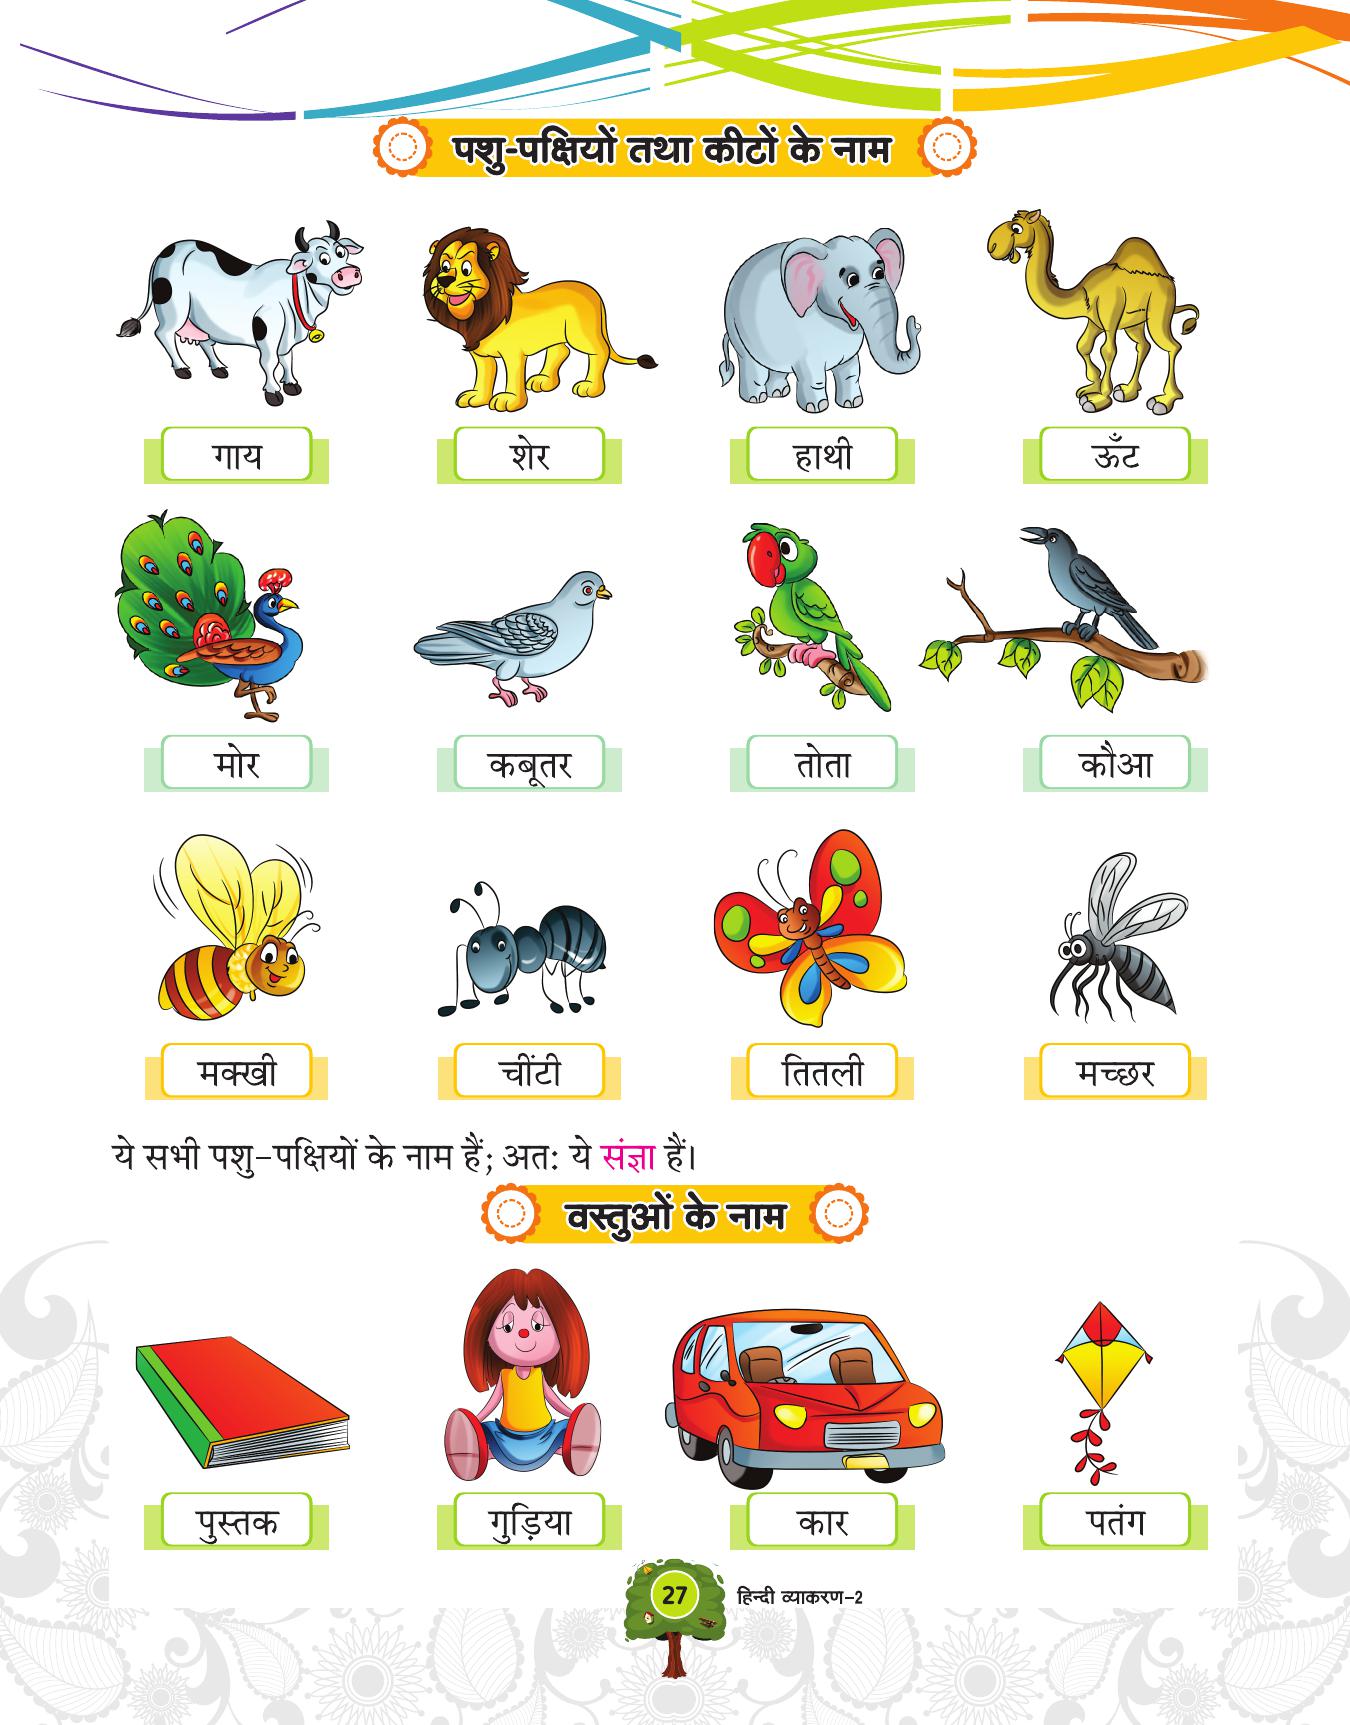 पशु-पक्षियों तथा कीटों के नाम
गाय शेर हाथी ऊँट
मोर कबूतर तोता कौआ
मक्खी चींटी तितली मच्छर
ये सभी पशु-पक्षियों के नाम हैं; अतः ये संज्ञा हैं।
वस्तुओं के नाम
पुस्तक गुड़िया कार पतंग
27 हिन्दी व्याकरण-2